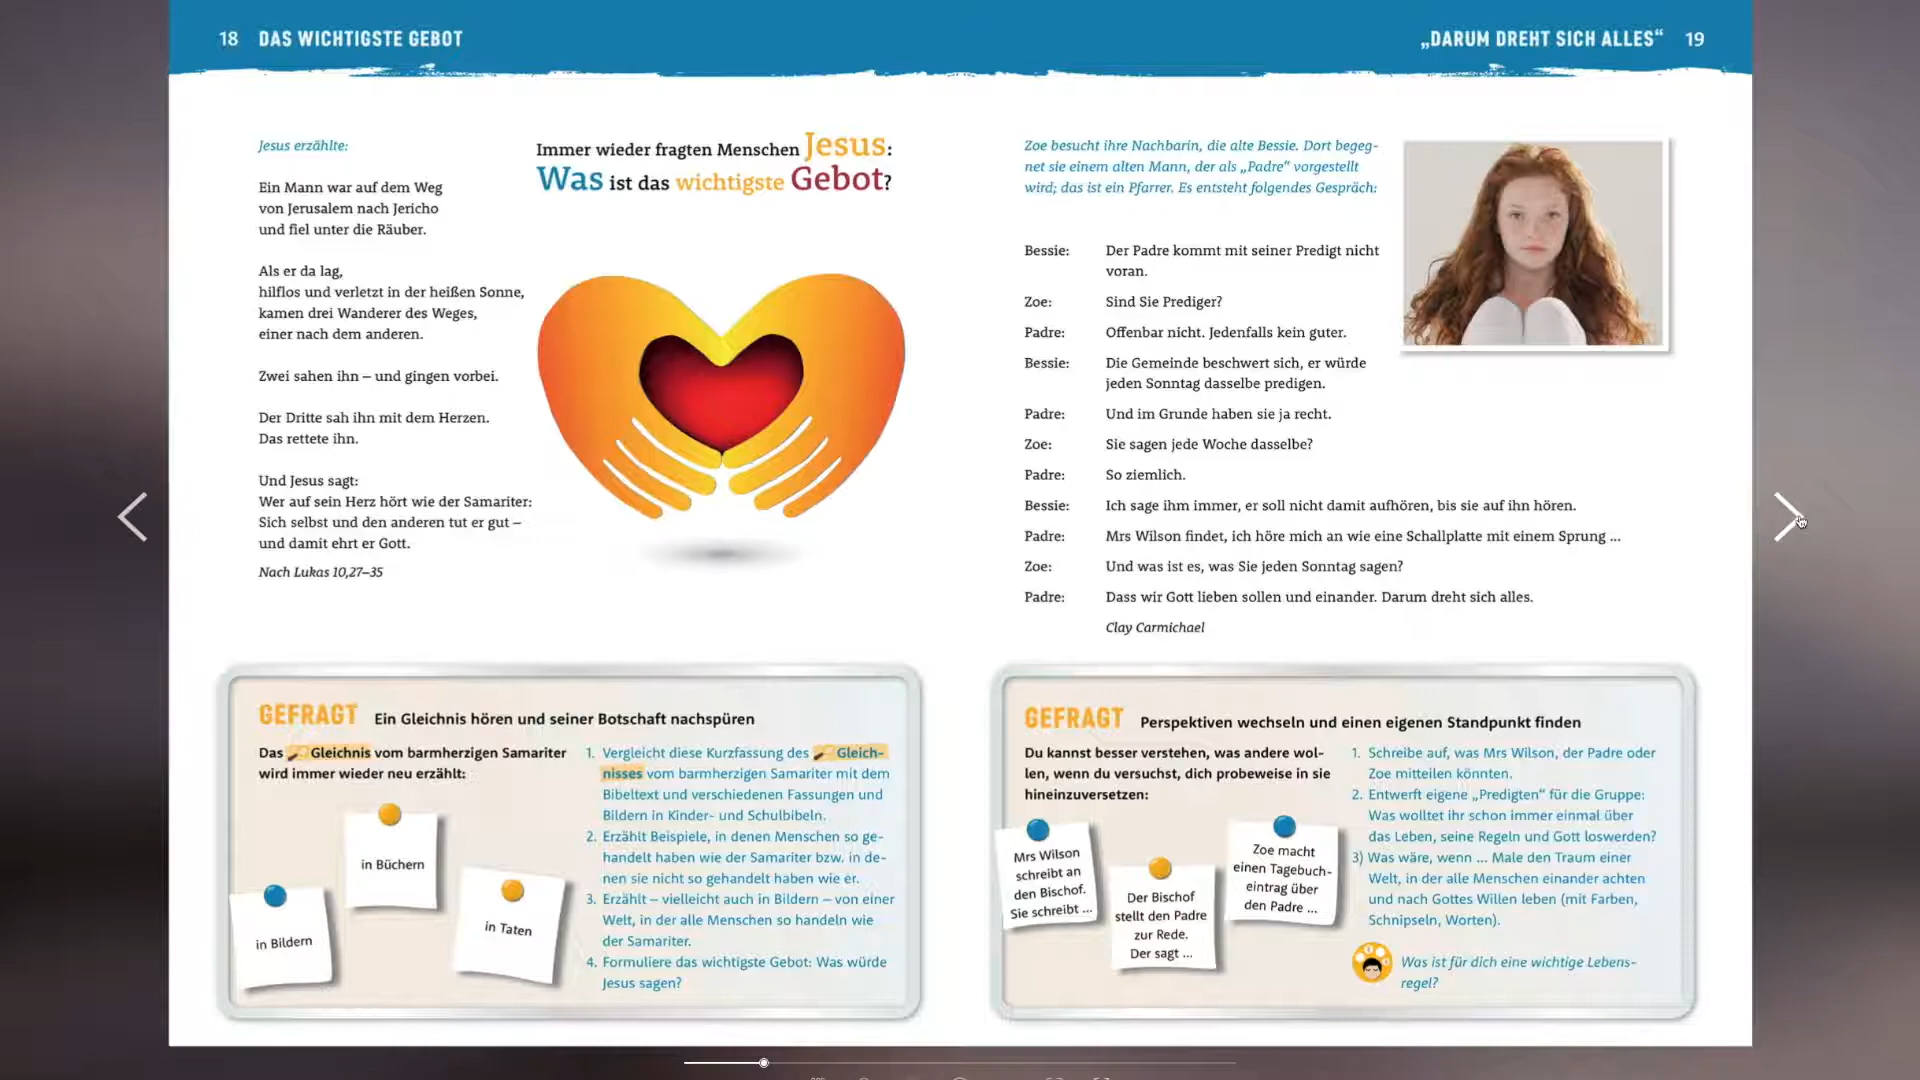 18 DAS WICHTIGSTE GEBOT
„DARUM DREHT SICH ALLES“ 19
Jesus erzählte:
Ein Mann war auf dem Weg
von Jerusalem nach Jericho
und fiel unter die Räuber.
Als er da lag,
hilflos und verletzt in der heißen Sonne,
kamen drei Wanderer des Weges,
einer nach dem anderen.
Zwei sahen ihn – und gingen vorbei.
Der Dritte sah ihn mit dem Herzen.
Das rettete ihn.
Und Jesus sagt:
Wer auf sein Herz hört wie der Samariter:
Sich selbst und den anderen tut er gut –
und damit ehrt er Gott.
Nach Lukas 10,27–35
Immer wieder fragten Menschen Jesus:
Was ist das wichtigste Gebot?
GEFRAGT Ein Gleichnis hören und seiner Botschaft nachspüren
Das Gleichnis vom barmherzigen Samariter
wird immer wieder neu erzählt:
in Bildern
in Büchern
in Taten
1. Vergleicht diese Kurzfassung des Gleich-
nisses vom barmherzigen Samariter mit dem
Bibeltext und verschiedenen Fassungen und
Bildern in Kinder- und Schulbibeln.
2. Erzählt Beispiele, in denen Menschen so ge-
handelt haben wie der Samariter bzw. in de-
nen sie nicht so gehandelt haben wie er.
3. Erzählt – vielleicht auch in Bildern – von einer
Welt, in der alle Menschen so handeln wie
der Samariter.
4. Formuliere das wichtigste Gebot: Was würde
Jesus sagen?
Zoe besucht ihre Nachbarin, die alte Bessie. Dort begeg-
net sie einem alten Mann, der als „Padre“ vorgestellt
wird; das ist ein Pfarrer. Es entsteht folgendes Gespräch:
Bessie: Der Padre kommt mit seiner Predigt nicht
voran.
Zoe: Sind Sie Prediger?
Padre: Offenbar nicht. Jedenfalls kein guter.
Bessie: Die Gemeinde beschwert sich, er würde
jeden Sonntag dasselbe predigen.
Padre: Und im Grunde haben sie ja recht.
Zoe: Sie sagen jede Woche dasselbe?
Padre: So ziemlich.
Bessie: Ich sage ihm immer, er soll nicht damit aufhören, bis sie auf ihn hören.
Padre: Mrs Wilson findet, ich höre mich an wie eine Schallplatte mit einem Sprung ...
Zoe: Und was ist es, was Sie jeden Sonntag sagen?
Padre: Dass wir Gott lieben sollen und einander. Darum dreht sich alles.
Clay Carmichael
GEFRAGT Perspektiven wechseln und einen eigenen Standpunkt finden
Du kannst besser verstehen, was andere wol-
len, wenn du versuchst, dich probeweise in sie
hineinzuversetzen:
Mrs Wilson
schreibt an
den Bischof.
Sie schreibt ...
Der Bischof
stellt den Padre
zur Rede.
Der sagt ...
Zoe macht
einen Tagebuch-
eintrag über
den Padre ...
1. Schreibe auf, was Mrs Wilson, der Padre oder
Zoe mitteilen könnten.
2. Entwerft eigene „Predigten“ für die Gruppe:
Was wolltet ihr schon immer einmal über
das Leben, seine Regeln und Gott loswerden?
3) Was wäre, wenn ... Male den Traum einer
Welt, in der alle Menschen einander achten
und nach Gottes Willen leben (mit Farben,
Schnipseln, Worten).
Was ist für dich eine wichtige Lebens-
regel?